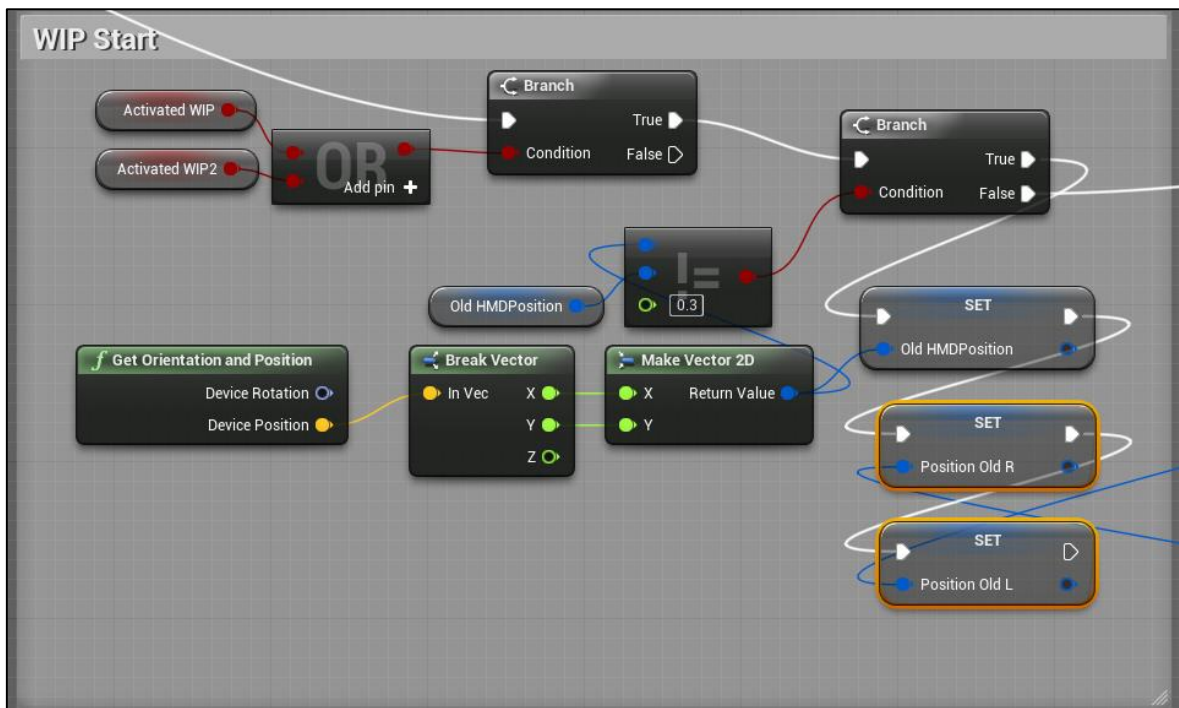 WIP Start
Activated WIP
Activated WIP2
OR
Add pin
Branch
True
Condition
False
Branch
True
Condition
False
Old HMDPosition
!=
0.3
SET
Old HMDPosition
Get Orientation and Position
Device Rotation
Device Position
Break Vector
In Vec
X
Y
Z
Make Vector 2D
X
Return Value
Y
SET
Position Old R
SET
Position Old L